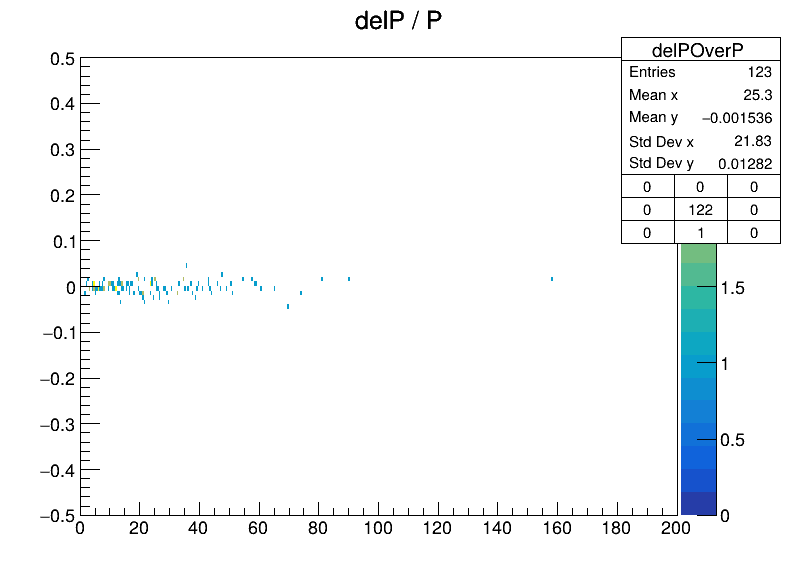 delP / P
delPOverP
Entries 123
Mean x 25.3
Mean y −0.001536
Std Dev x 21.83
Std Dev y 0.01282
0 0 0
0 122 0
0 1 0
0.5
0.4
0.3
0.2
0.1
0
−0.1
−0.2
−0.3
−0.4
−0.5
0 20 40 60 80 100 120 140 160 180 200
1.5
1
0.5
0